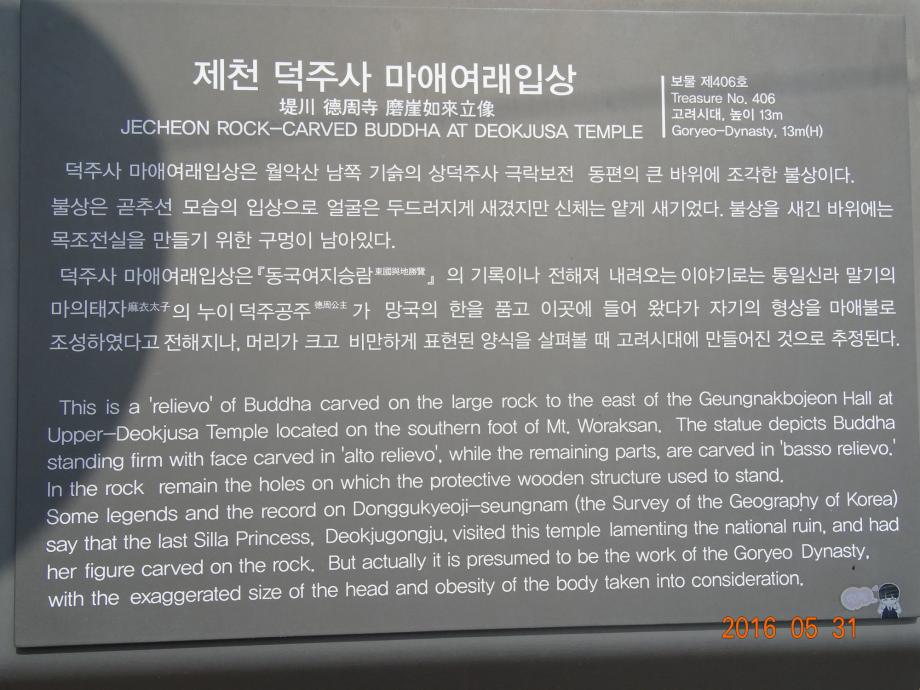 제천 덕주사 마애여래입상
堤川 德周寺 磨崖如來立像
JECHEON ROCK-CARVED BUDDHA AT DEOKJUSA TEMPLE
보물 제406호
Treasure No. 406
고려시대, 높이 13m
Goryeo-Dynasty, 13m(H)
덕주사 마애여래입상은 월악산 남쪽 기슭의 상덕주사 극락보전 동편의 큰 바위에 조각한 불상이다.
불상은 곧추선 모습의 입상으로 얼굴은 두드러지게 새겼지만 신체는 얕게 새기었다. 불상을 새긴 바위에는
목조전실을 만들기 위한 구멍이 남아있다.
덕주사 마애여래입상은『동국여지승람東國與地勝覽』의 기록이나 전해져 내려오는 이야기로는 통일신라 말기의
마의태자麻衣太子의 누이 덕주공주德周公主가 망국의 한을 품고 이곳에 들어 왔다가 자기의 형상을 마애불로
조성하였다고 전해지나, 머리가 크고 비만하게 표현된 양식을 살펴볼 때 고려시대에 만들어진 것으로 추정된다.
This is a 'relievo' of Buddha carved on the large rock to the east of the Geungnakbojeon Hall at
Upper-Deokjusa Temple located on the southern foot of Mt. Woraksan. The statue depicts Buddha
standing firm with face carved in 'alto relievo', while the remaining parts, are carved in 'basso relievo.'
In the rock remain the holes on which the protective wooden structure used to stand.
Some legends and the record on Donggukyeoji-seungnam (the Survey of the Geography of Korea)
say that the last Silla Princess, Deokjugongju, visited this temple lamenting the national ruin, and had
her figure carved on the rock. But actually it is presumed to be the work of the Goryeo Dynasty,
with the exaggerated size of the head and obesity of the body taken into consideration.
2016 05 31